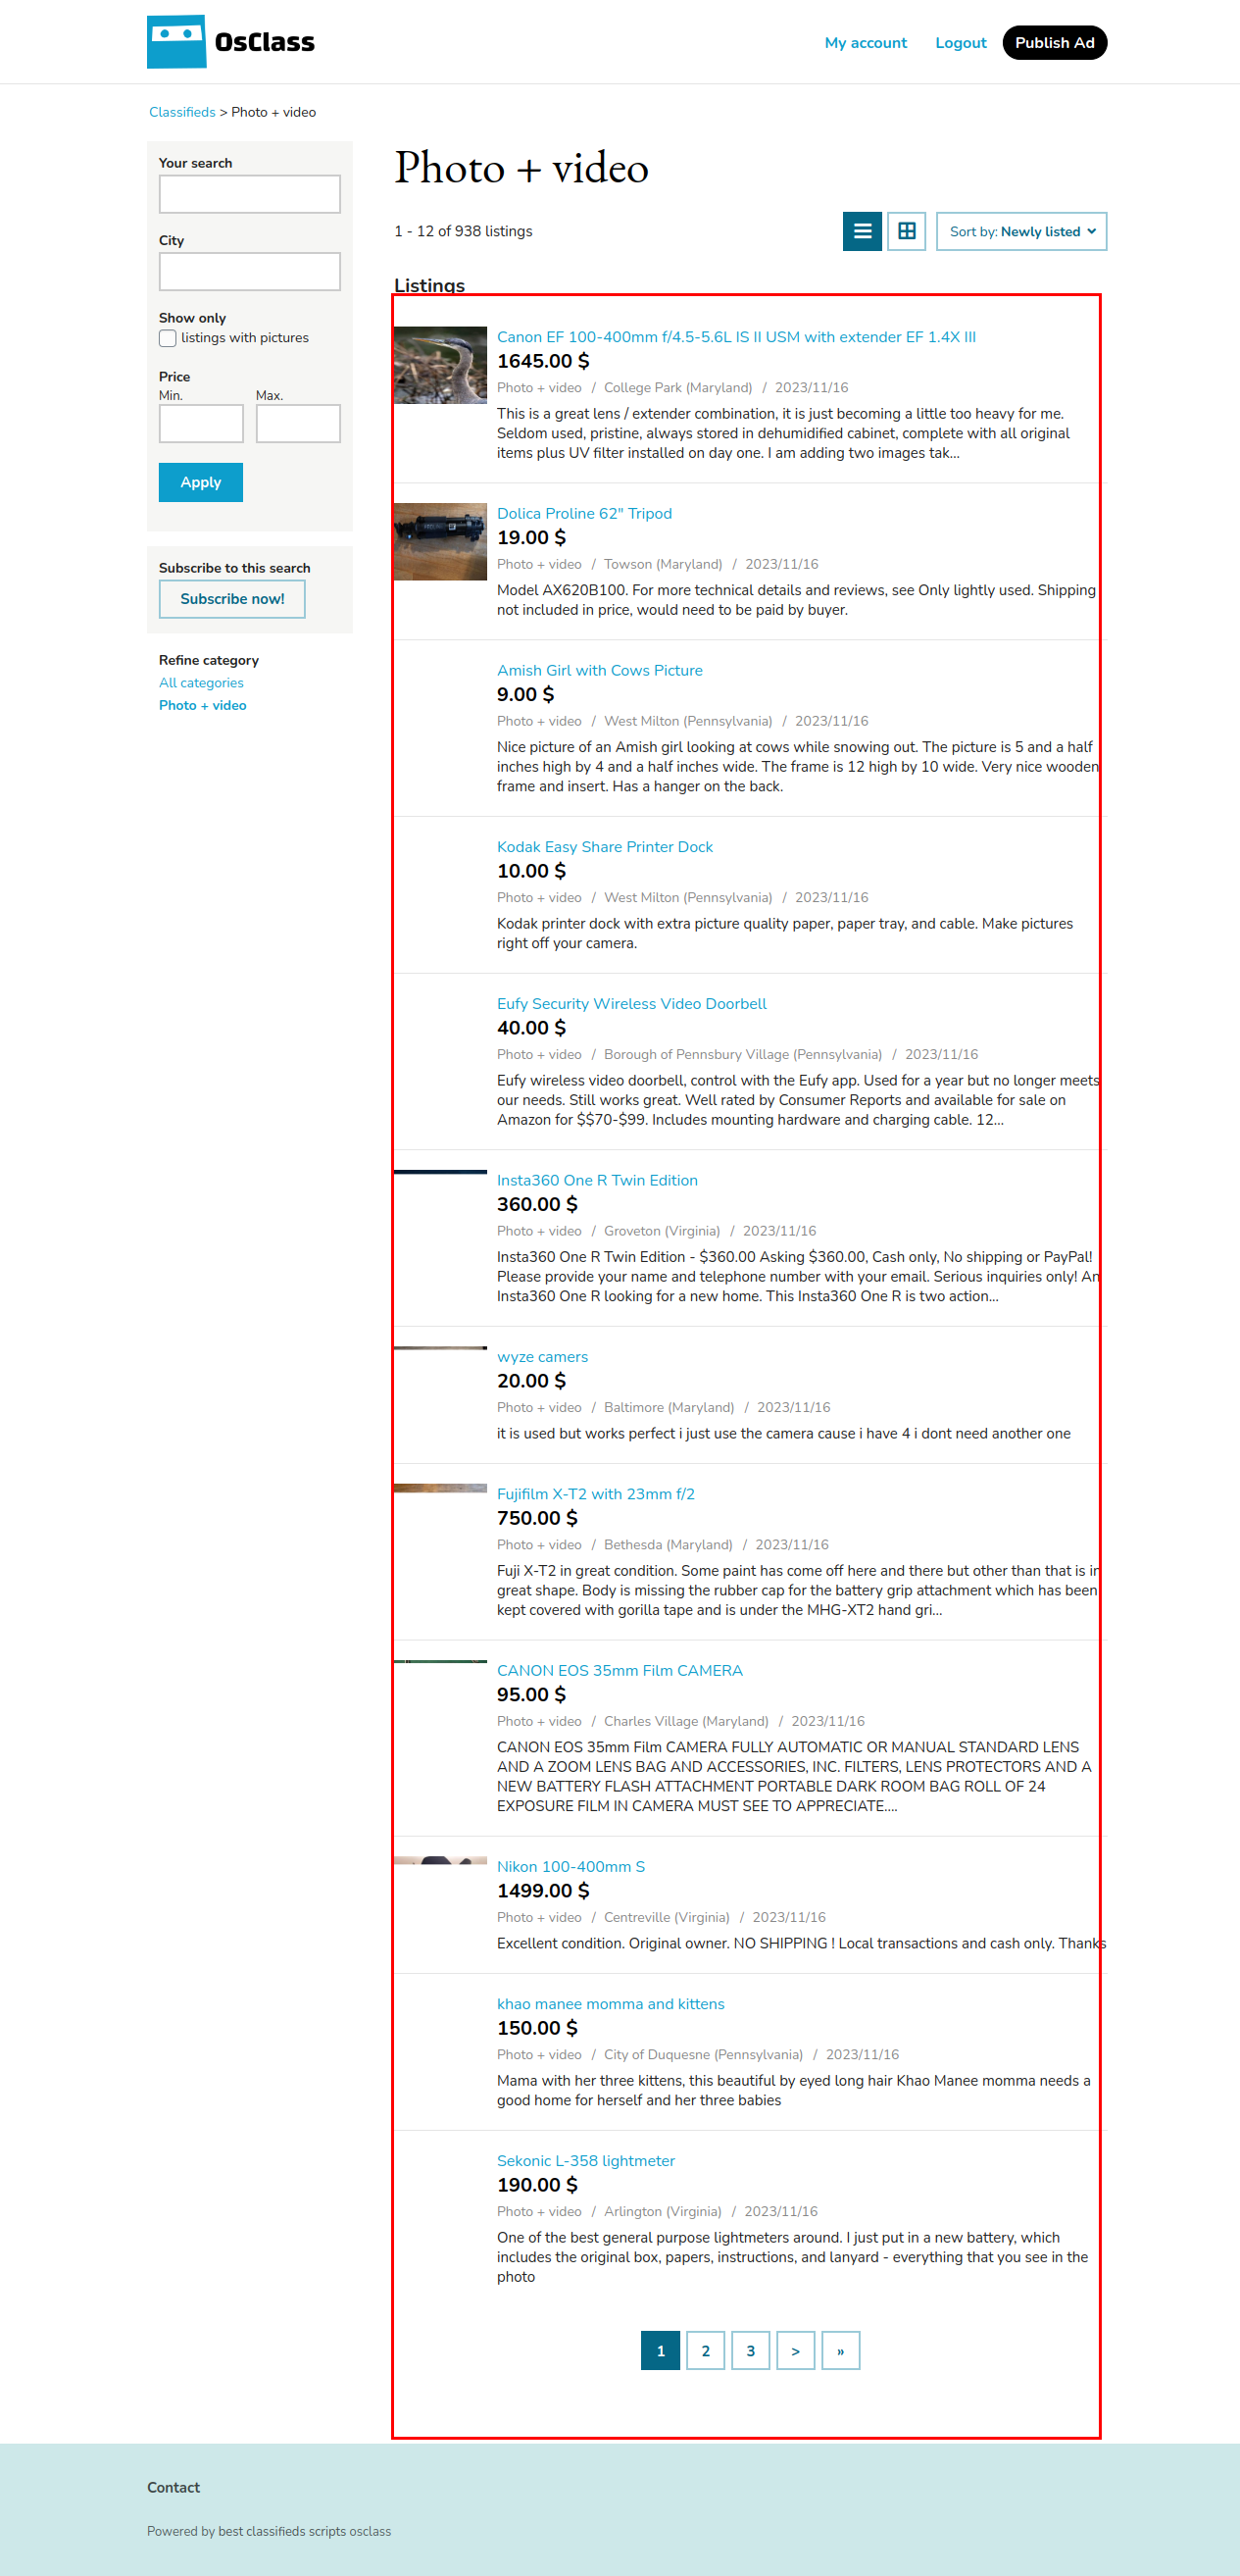 OsClass
My account Logout Publish Ad
Classifieds > Photo + video
Your search
City
Show only
listings with pictures
Price
Min. Max.
Apply
Subscribe to this search
Subscribe now!
Refine category
All categories
Photo + video
Photo + video
1 - 12 of 938 listings
Sort by: Newly listed
Listings
Canon EF 100-400mm f/4.5-5.6L IS II USM with extender EF 1.4X III
1645.00 $
Photo + video / College Park (Maryland) / 2023/11/16
This is a great lens / extender combination, it is just becoming a little too heavy for me.
Seldom used, pristine, always stored in dehumidified cabinet, complete with all original
items plus UV filter installed on day one. I am adding two images tak...
Dolica Proline 62" Tripod
19.00 $
Photo + video / Towson (Maryland) / 2023/11/16
Model AX620B100. For more technical details and reviews, see Only lightly used. Shipping
not included in price, would need to be paid by buyer.
Amish Girl with Cows Picture
9.00 $
Photo + video / West Milton (Pennsylvania) / 2023/11/16
Nice picture of an Amish girl looking at cows while snowing out. The picture is 5 and a half
inches high by 4 and a half inches wide. The frame is 12 high by 10 wide. Very nice wooden
frame and insert. Has a hanger on the back.
Kodak Easy Share Printer Dock
10.00 $
Photo + video / West Milton (Pennsylvania) / 2023/11/16
Kodak printer dock with extra picture quality paper, paper tray, and cable. Make pictures
right off your camera.
Eufy Security Wireless Video Doorbell
40.00 $
Photo + video / Borough of Pennsbury Village (Pennsylvania) / 2023/11/16
Eufy wireless video doorbell, control with the Eufy app. Used for a year but no longer meets
our needs. Still works great. Well rated by Consumer Reports and available for sale on
Amazon for $$70-$99. Includes mounting hardware and charging cable. 12...
Insta360 One R Twin Edition
360.00 $
Photo + video / Groveton (Virginia) / 2023/11/16
Insta360 One R Twin Edition - $360.00 Asking $360.00, Cash only, No shipping or PayPal!
Please provide your name and telephone number with your email. Serious inquiries only! An
Insta360 One R looking for a new home. This Insta360 One R is two action...
wyze camers
20.00 $
Photo + video / Baltimore (Maryland) / 2023/11/16
it is used but works perfect i just use the camera cause i have 4 i dont need another one
Fujifilm X-T2 with 23mm f/2
750.00 $
Photo + video / Bethesda (Maryland) / 2023/11/16
Fuji X-T2 in great condition. Some paint has come off here and there but other than that is in
great shape. Body is missing the rubber cap for the battery grip attachment which has been
kept covered with gorilla tape and is under the MHG-XT2 hand gri...
CANON EOS 35mm Film CAMERA
95.00 $
Photo + video / Charles Village (Maryland) / 2023/11/16
CANON EOS 35mm Film CAMERA FULLY AUTOMATIC OR MANUAL STANDARD LENS
AND A ZOOM LENS BAG AND ACCESSORIES, INC. FILTERS, LENS PROTECTORS AND A
NEW BATTERY FLASH ATTACHMENT PORTABLE DARK ROOM BAG ROLL OF 24
EXPOSURE FILM IN CAMERA MUST SEE TO APPRECIATE....
Nikon 100-400mm S
1499.00 $
Photo + video / Centreville (Virginia) / 2023/11/16
Excellent condition. Original owner. NO SHIPPING ! Local transactions and cash only. Thanks
khao manee momma and kittens
150.00 $
Photo + video / City of Duquesne (Pennsylvania) / 2023/11/16
Mama with her three kittens, this beautiful by eyed long hair Khao Manee momma needs a
good home for herself and her three babies
Sekonic L-358 lightmeter
190.00 $
Photo + video / Arlington (Virginia) / 2023/11/16
One of the best general purpose lightmeters around. I just put in a new battery, which
includes the original box, papers, instructions, and lanyard - everything that you see in the
photo
1 2 3 > »
Contact
Powered by best classifieds scripts osclass